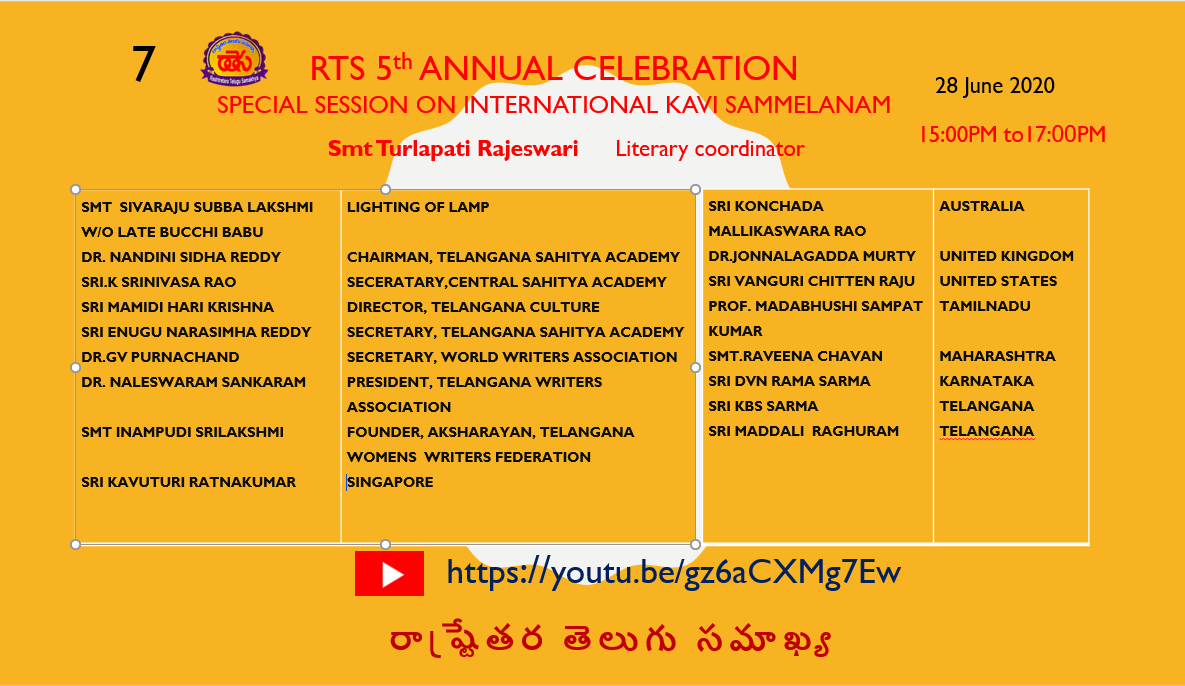 7
RTS 5th ANNUAL CELEBRATION
SPECIAL SESSION ON INTERNATIONAL KAVI SAMMELANAM
Smt Turlapati Rajeswari Literary coordinator
28 June 2020
15:00PM to17:00PM
SMT SIVARAJU SUBBA LAKSHMI LIGHTING OF LAMP
W/O LATE BUCCHI BABU
DR. NANDINI SIDHA REDDY CHAIRMAN, TELANGANA SAHITYA ACADEMY
SRI.K SRINIVASA RAO SECERATARY,CENTRAL SAHITYA ACADEMY
SRI MAMIDI HARI KRISHNA DIRECTOR, TELANGANA CULTURE
SRI ENUGU NARASIMHA REDDY SECRETARY, TELANGANA SAHITYA ACADEMY
DR.GV PURNACHAND SECRETARY, WORLD WRITERS ASSOCIATION
DR. NALESWARAM SANKARAM PRESIDENT, TELANGANA WRITERS
ASSOCIATION
SMT INAMPUDI SRILAKSHMI FOUNDER, AKSHARAYAN, TELANGANA
WOMENS WRITERS FEDERATION
SRI KAVUTURI RATNAKUMAR SINGAPORE
SRI KONCHADA AUSTRALIA
MALLIKASWARA RAO
DR.JONNALAGADDA MURTY UNITED KINGDOM
SRI VANGURI CHITTEN RAJU UNITED STATES
PROF. MADABHUSHI SAMPAT TAMILNADU
KUMAR
SMT.RAVEENA CHAVAN MAHARASHTRA
SRI DVN RAMA SARMA KARNATAKA
SRI KBS SARMA TELANGANA
SRI MADDALI RAGHURAM TELANGANA
https://youtu.be/gz6aCXMg7Ew
రాష్ట్రేతర తెలుగు సమాఖ్య